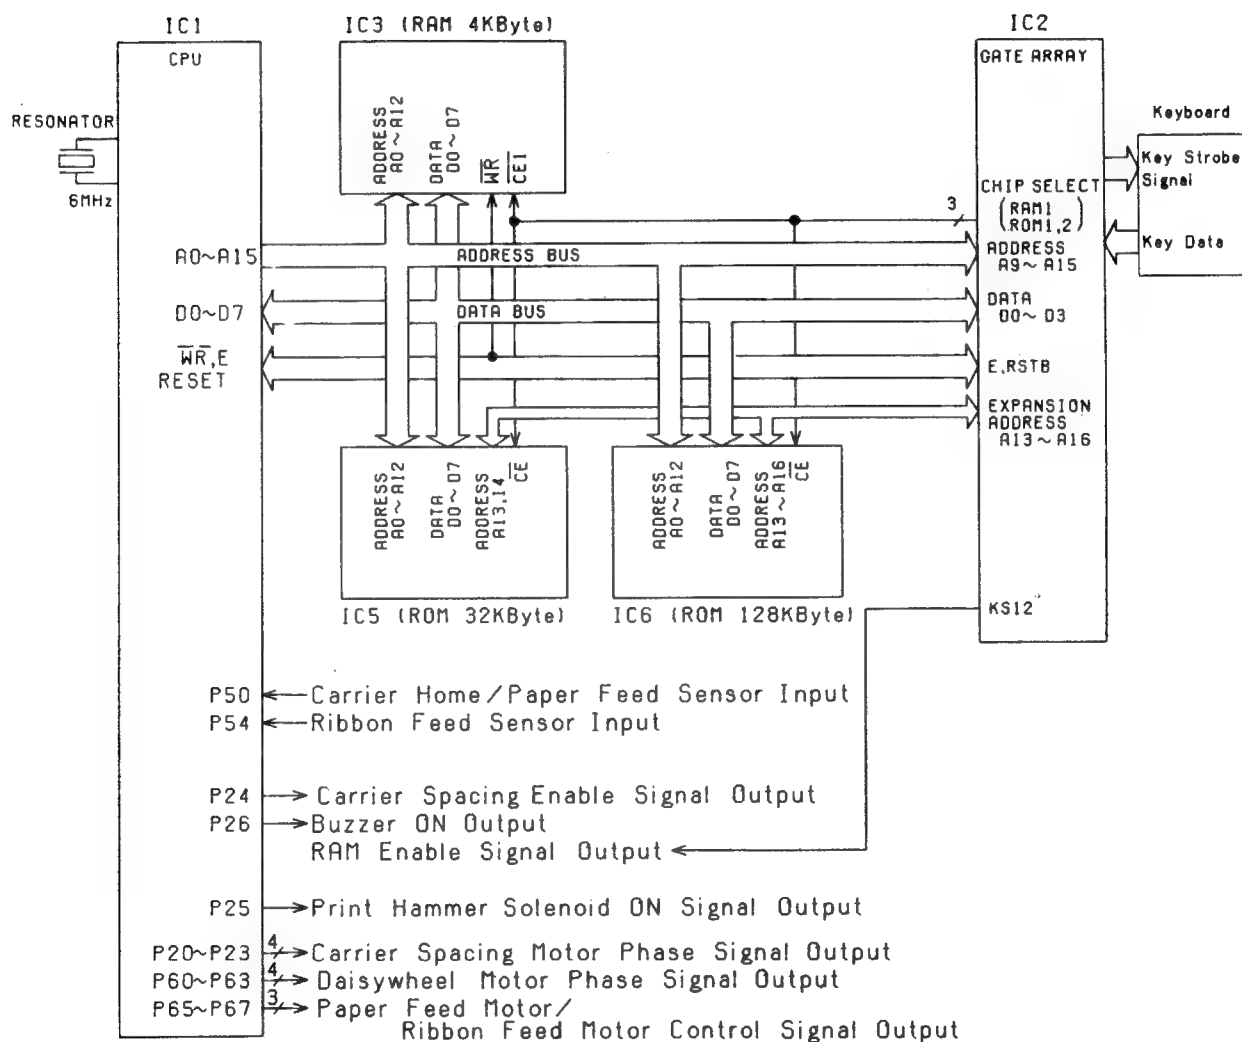 IC1
CPU
RESONATOR
6MHz
A0~A15
D0~D7
WR,E
RESET
IC3 (RAM 4KByte)
ADDRESS
A0~A12
DATA
D0~D7
WR
CE1
ADDRESS BUS
DATA BUS
3
IC2
GATE ARRAY
CHIP SELECT
(RAM1
ROM1,2)
ADDRESS
A9~A15
DATA
D0~D3
E,RSTB
EXPANSION
ADDRESS
A13~A16
KS12
Keyboard
Key Strobe
Signal
Key Data
ADDRESS
A0~A12
DATA
D0~D7
ADDRESS
A13,14
CE
IC5 (ROM 32KByte)
ADDRESS
A0~A12
DATA
D0~D7
ADDRESS
A13~A16
CE
IC6 (ROM 128KByte)
P50 Carrier Home/Paper Feed Sensor Input
P54 Ribbon Feed Sensor Input
P24 Carrier Spacing Enable Signal Output
P26 Buzzer ON Output
RAM Enable Signal Output
P25 Print Hammer Solenoid ON Signal Output
P20~P23 4 Carrier Spacing Motor Phase Signal Output
P60~P63 4 Daisywheel Motor Phase Signal Output
P65~P67 3 Paper Feed Motor/
Ribbon Feed Motor Control Signal Output